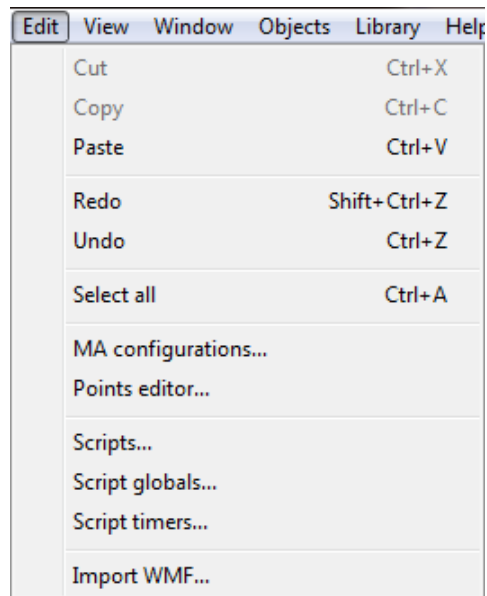 Edit View Window Objects Library Help
Cut Ctrl+X
Copy Ctrl+C
Paste Ctrl+V
Redo Shift+Ctrl+Z
Undo Ctrl+Z
Select all Ctrl+A
MA configurations...
Points editor...
Scripts...
Script globals...
Script timers...
Import WMF...